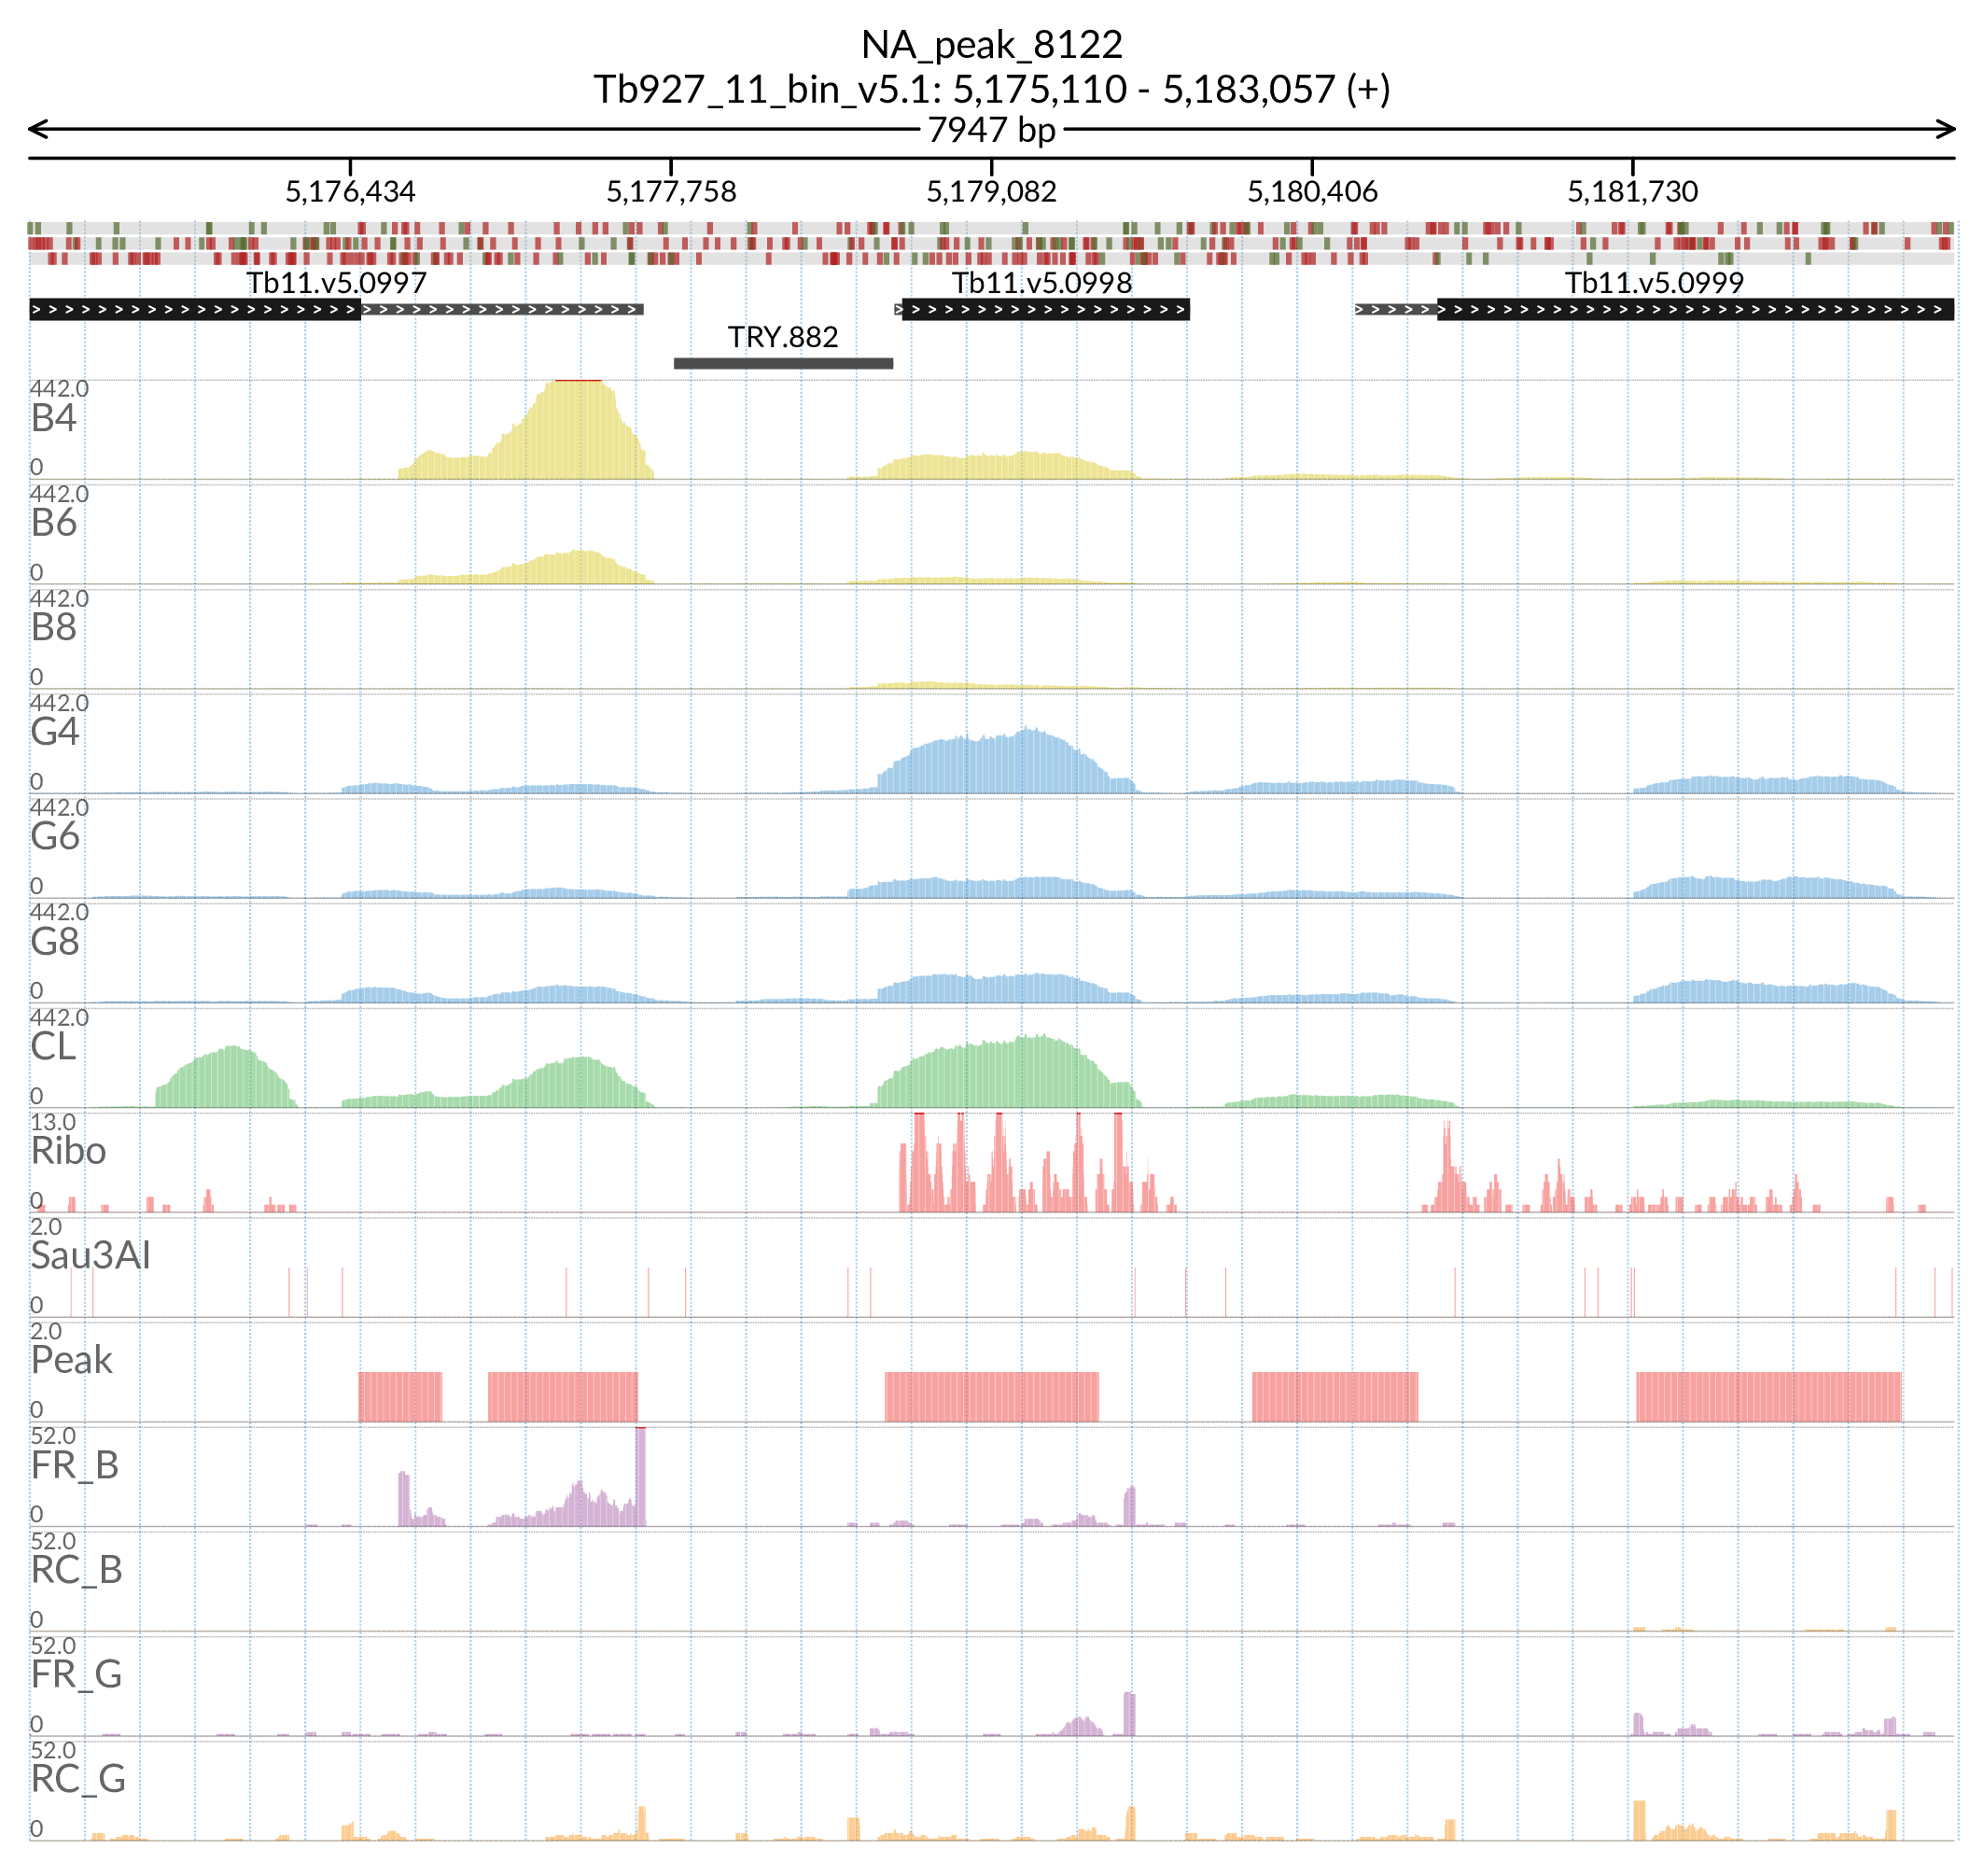 NA_peak_8122
Tb927_11_bin_v5.1: 5,175,110 - 5,183,057 (+)
7947 bp
5,176,434 5,177,758 5,179,082 5,180,406 5,181,730
Tb11.v5.0997 Tb11.v5.0998 Tb11.v5.0999
TRY.882
442.0
B4
0
442.0
B6
0
442.0
B8
0
442.0
G4
0
442.0
G6
0
442.0
G8
0
442.0
CL
0
13.0
Ribo
0
2.0
Sau3AI
0
2.0
Peak
0
52.0
FR_B
0
52.0
RC_B
0
52.0
FR_G
0
52.0
RC_G
0